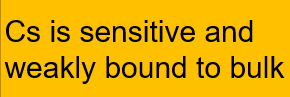 Cs is sensitive and
weakly bound to bulk